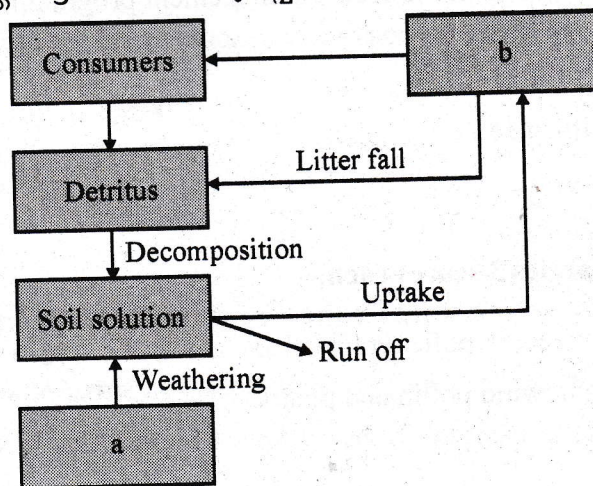 Consumers
b
Litter fall
Detritus
Decomposition
Uptake
Soil solution
Run off
Weathering
a